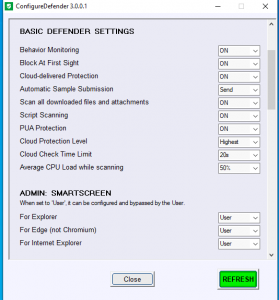 ConfigureDefender 3.0.0.1
BASIC DEFENDER SETTINGS
Behavior Monitoring ON
Block At First Sight ON
Cloud-delivered Protection ON
Automatic Sample Submission Send
Scan all downloaded files and attachments ON
Script Scanning ON
PUA Protection ON
Cloud Protection Level Highest
Cloud Check Time Limit 20s
Average CPU Load while scanning 50%
ADMIN: SMARTSCREEN
When set to 'User', it can be configured and bypassed by the User.
For Explorer User
For Edge (not Chromium) User
For Internet Explorer User
Close REFRESH